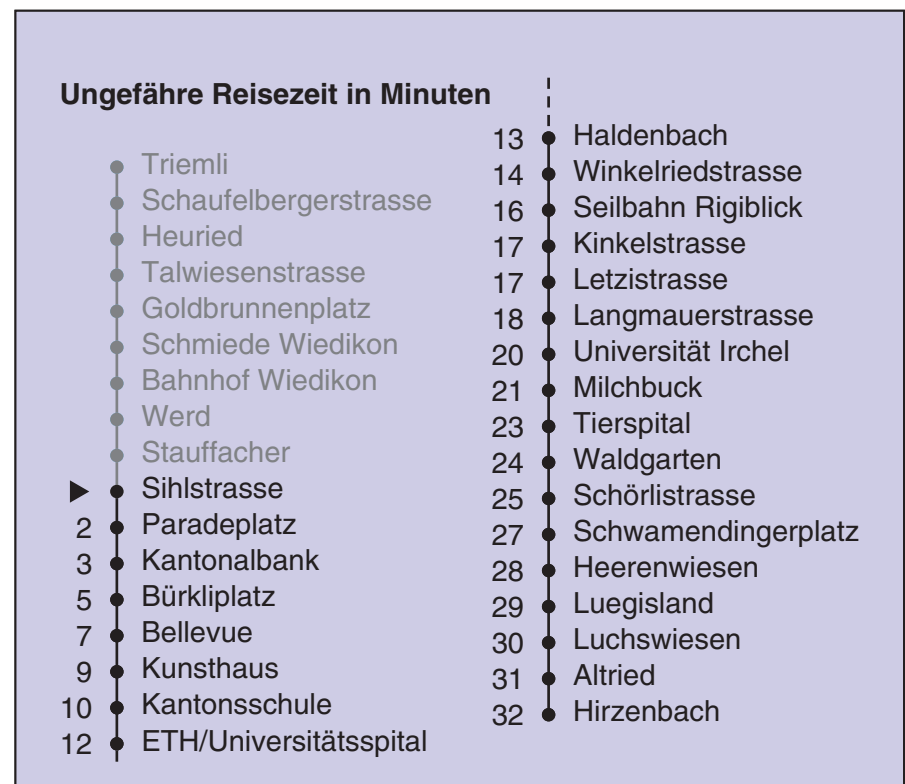 Ungefähre Reisezeit in Minuten
Triemli
Schaufelbergerstrasse
Heuried
Talwiesenstrasse
Goldbrunnenplatz
Schmiede Wiedikon
Bahnhof Wiedikon
Werd
Stauffacher
Sihlstrasse
2 Paradeplatz
3 Kantonalbank
5 Bürkliplatz
7 Bellevue
9 Kunsthaus
10 Kantonsschule
12 ETH/Universitätsspital
13 Haldenbach
14 Winkelriedstrasse
16 Seilbahn Rigiblick
17 Kinkelstrasse
17 Letzistrasse
18 Langmauerstrasse
20 Universität Irchel
21 Milchbuck
23 Tierspital
24 Waldgarten
25 Schörlistrasse
27 Schwamendingerplatz
28 Heerenwiesen
29 Luegisland
30 Luchswiesen
31 Altried
32 Hirzenbach